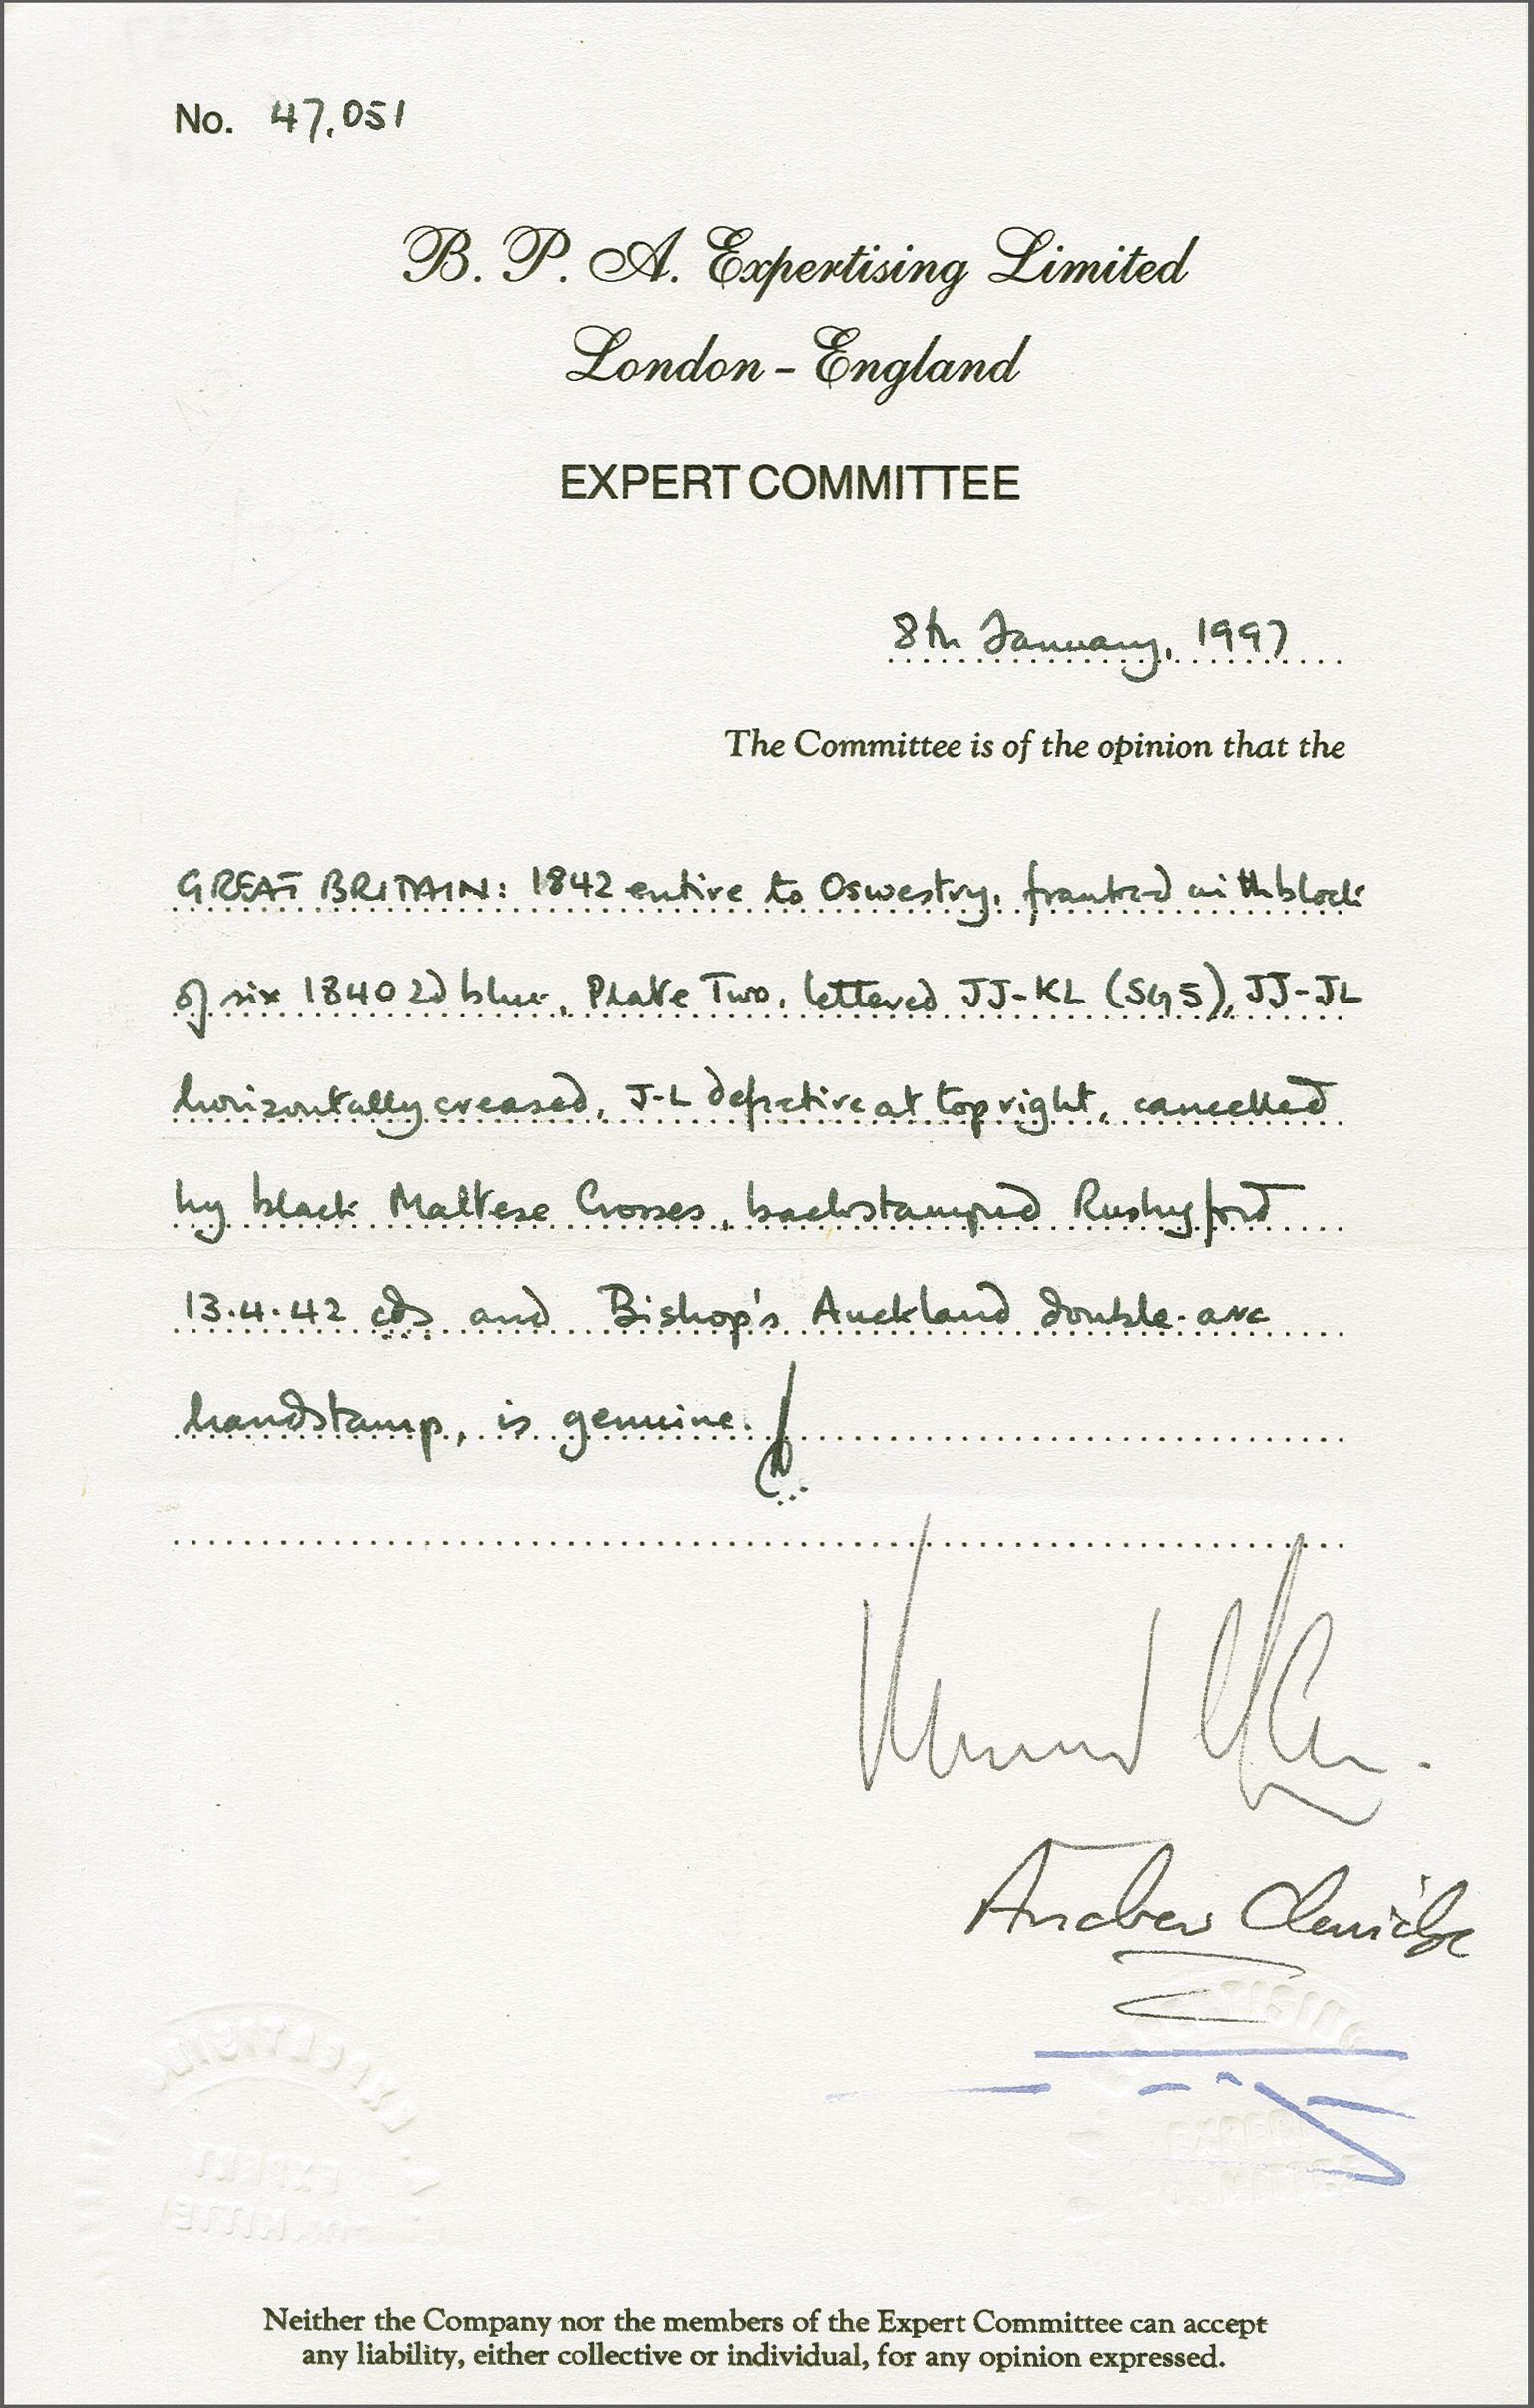 No. 47,051
B. P. A. Expertising Limited
London - England
EXPERT COMMITTEE
8th January, 1997
The Committee is of the opinion that the
GREAT BRITAIN: 1842 entire to Oswestry, franked with block
of six 1840 2d blue, Plate Two, lettered JJ-KL (SG5), JJ-JL
horizontally creased, J-L defective at top right, cancelled
by black Maltese Crosses, backstamped Rushyford
13.4.42 cds and Bishop's Auckland double-arc
handstamp, is genuine.
Andrew
EXPERTISING
EXPERT
COMMITTEE
Neither the Company nor the members of the Expert Committee can accept
any liability, either collective or individual, for any opinion expressed.